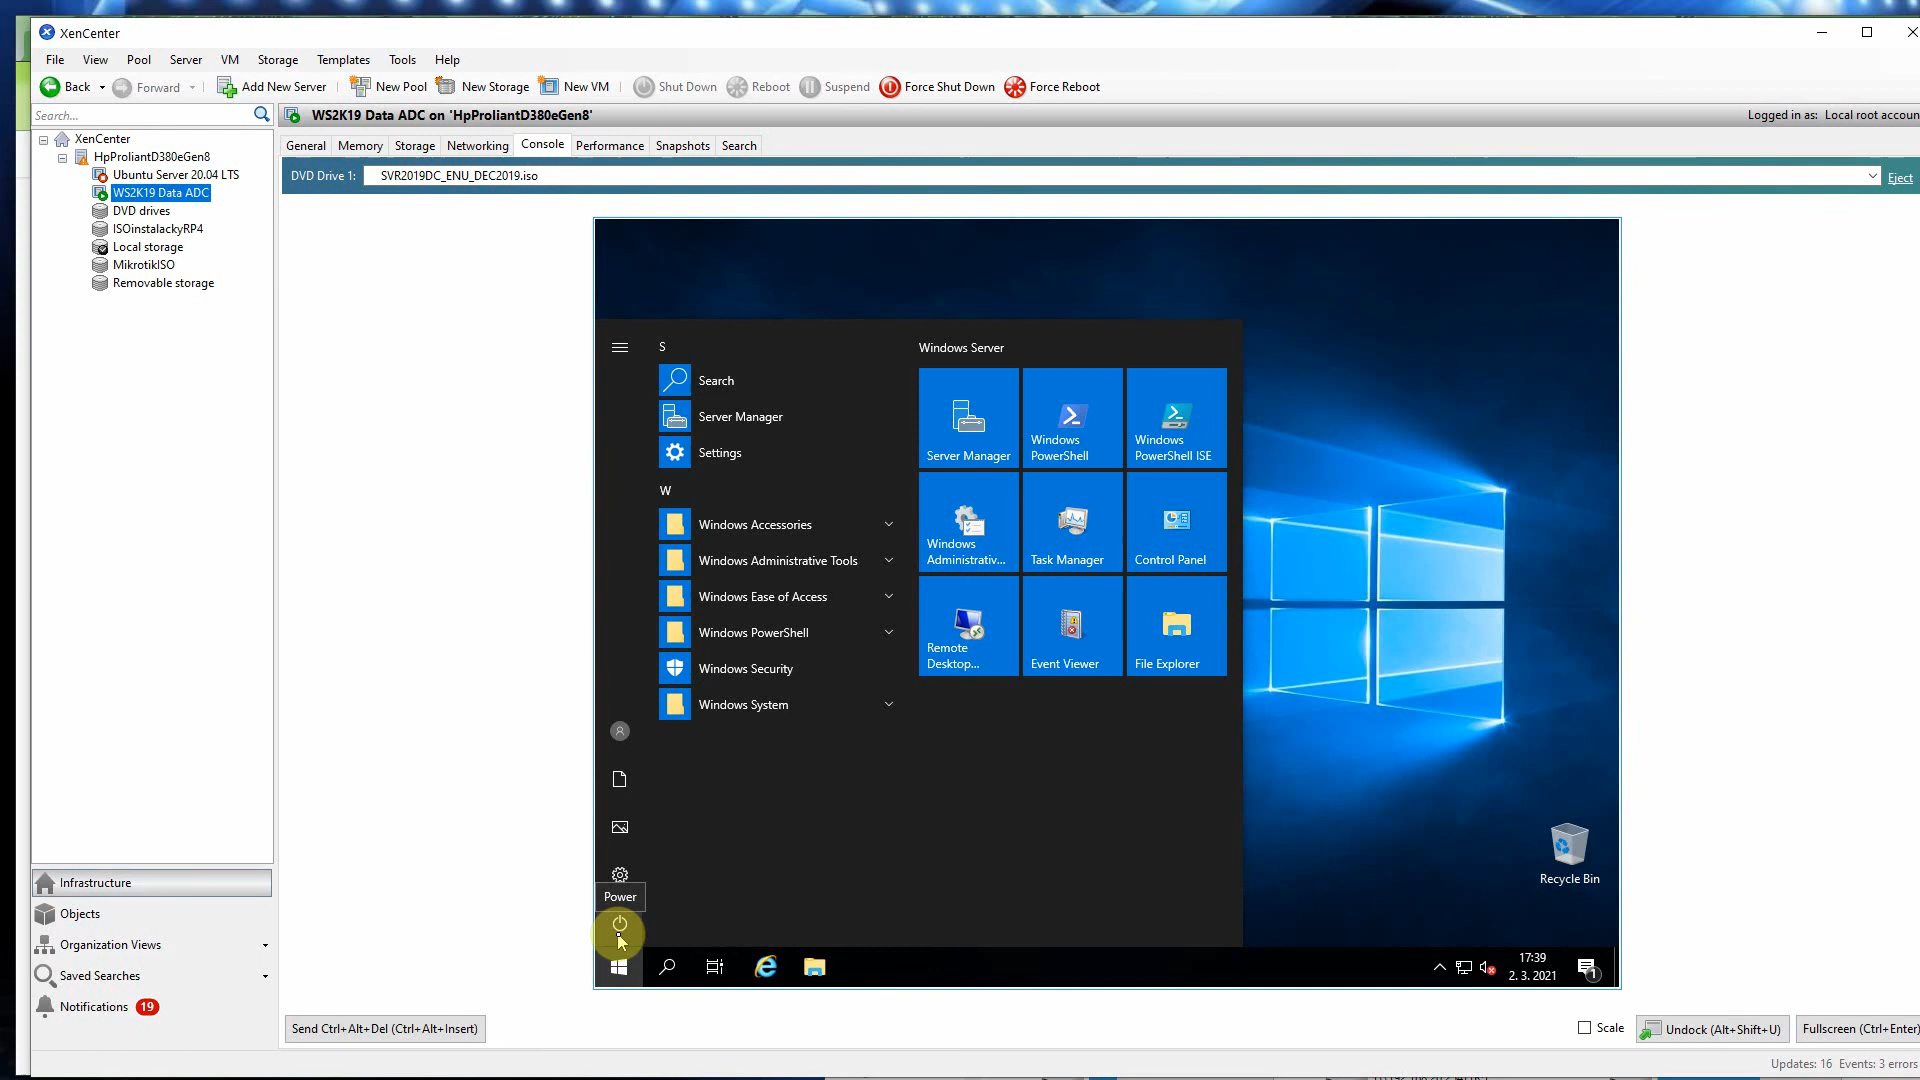 XenCenter
File View Pool Server VM Storage Templates Tools Help
Back Forward Add New Server New Pool New Storage New VM Shut Down Reboot Suspend Force Shut Down Force Reboot
Search...
WS2K19 Data ADC on 'HpProliantD380eGen8'
Logged in as: Local root accoun
XenCenter
HpProliantD380eGen8
Ubuntu Server 20.04 LTS
WS2K19 Data ADC
DVD drives
ISOinstalackyRP4
Local storage
MikrotikISO
Removable storage
General Memory Storage Networking Console Performance Snapshots Search
DVD Drive 1: SVR2019DC_ENU_DEC2019.iso Eject
S
Search
Server Manager
Settings
W
Windows Accessories
Windows Administrative Tools
Windows Ease of Access
Windows PowerShell
Windows Security
Windows System
Windows Server
Server Manager
Windows
PowerShell
Windows
PowerShell ISE
Windows
Administrativ...
Task Manager
Control Panel
Remote
Desktop...
Event Viewer
File Explorer
Power
Recycle Bin
17:39
2. 3. 2021
1
Infrastructure
Objects
Organization Views
Saved Searches
Notifications 19
Send Ctrl+Alt+Del (Ctrl+Alt+Insert)
Scale
Undock (Alt+Shift+U)
Fullscreen (Ctrl+Enter)
Updates: 16 Events: 3 errors